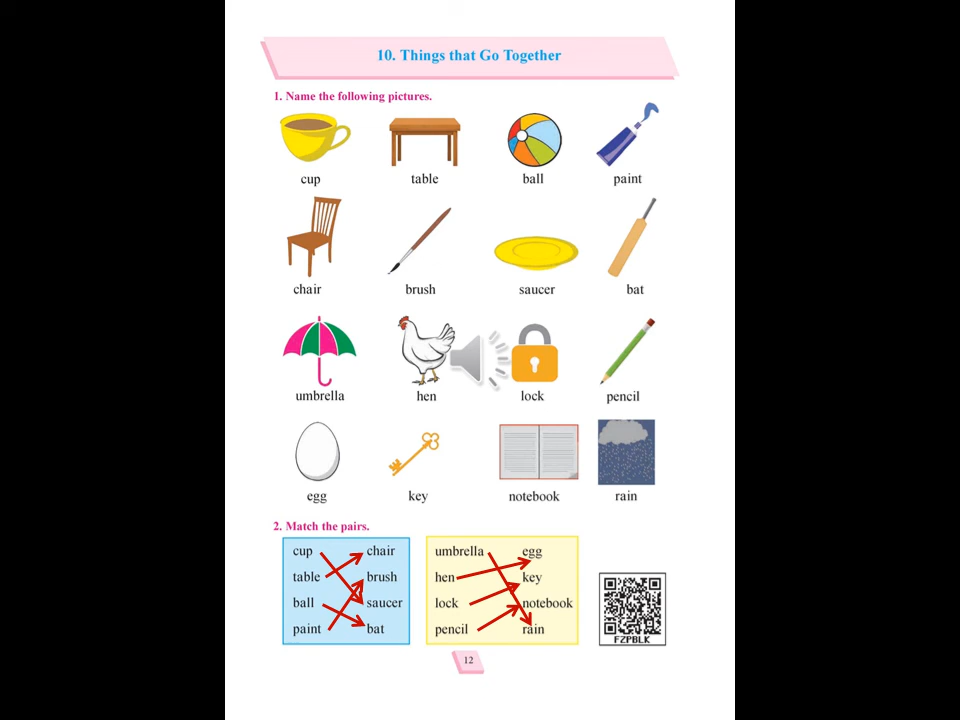 10. Things that Go Together
1. Name the following pictures.
cup table ball paint
chair brush saucer bat
umbrella hen lock pencil
egg key notebook rain
2. Match the pairs.
cup chair umbrella egg
table brush hen key
ball saucer lock notebook
paint bat pencil rain
FZPBLK
12